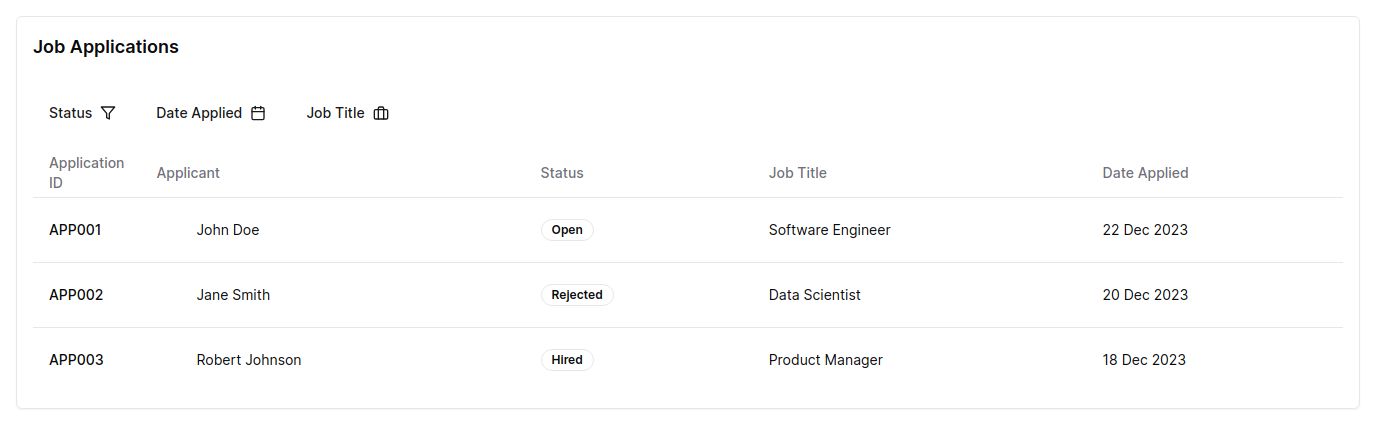 Job Applications
Status Date Applied Job Title
Application ID Applicant Status Job Title Date Applied
APP001 John Doe Open Software Engineer 22 Dec 2023
APP002 Jane Smith Rejected Data Scientist 20 Dec 2023
APP003 Robert Johnson Hired Product Manager 18 Dec 2023